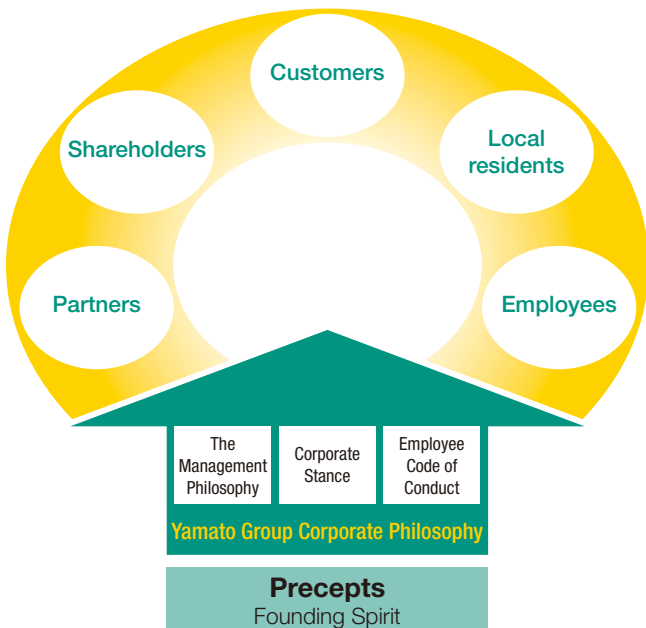 Customers
Shareholders
Local
residents
Partners
Employees
The
Management
Philosophy
Corporate
Stance
Employee
Code of
Conduct
Yamato Group Corporate Philosophy
Precepts
Founding Spirit